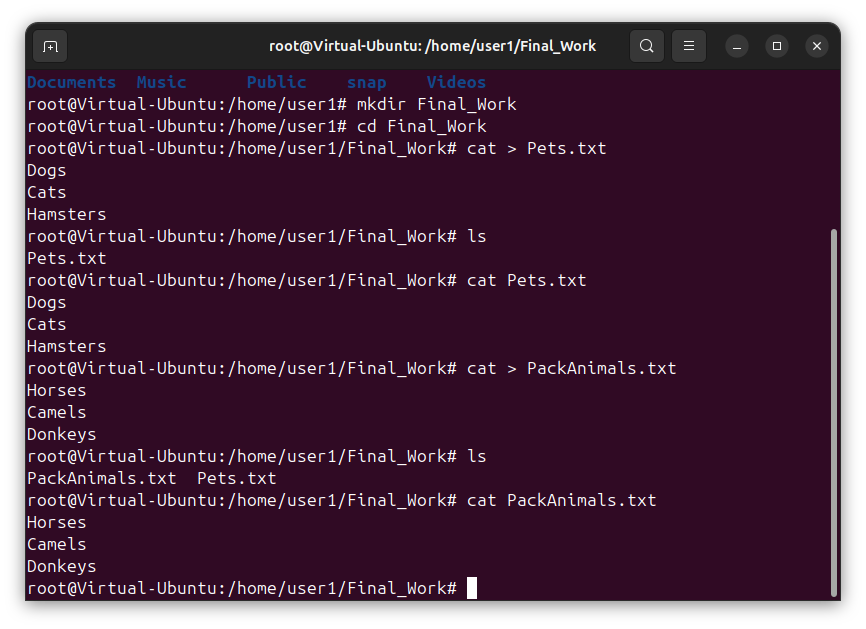 root@Virtual-Ubuntu: /home/user1/Final_Work
Documents  Music      Public    snap    Videos
root@Virtual-Ubuntu:/home/user1# mkdir Final_Work
root@Virtual-Ubuntu:/home/user1# cd Final_Work
root@Virtual-Ubuntu:/home/user1/Final_Work# cat > Pets.txt
Dogs
Cats
Hamsters
root@Virtual-Ubuntu:/home/user1/Final_Work# ls
Pets.txt
root@Virtual-Ubuntu:/home/user1/Final_Work# cat Pets.txt
Dogs
Cats
Hamsters
root@Virtual-Ubuntu:/home/user1/Final_Work# cat > PackAnimals.txt
Horses
Camels
Donkeys
root@Virtual-Ubuntu:/home/user1/Final_Work# ls
PackAnimals.txt  Pets.txt
root@Virtual-Ubuntu:/home/user1/Final_Work# cat PackAnimals.txt
Horses
Camels
Donkeys
root@Virtual-Ubuntu:/home/user1/Final_Work#